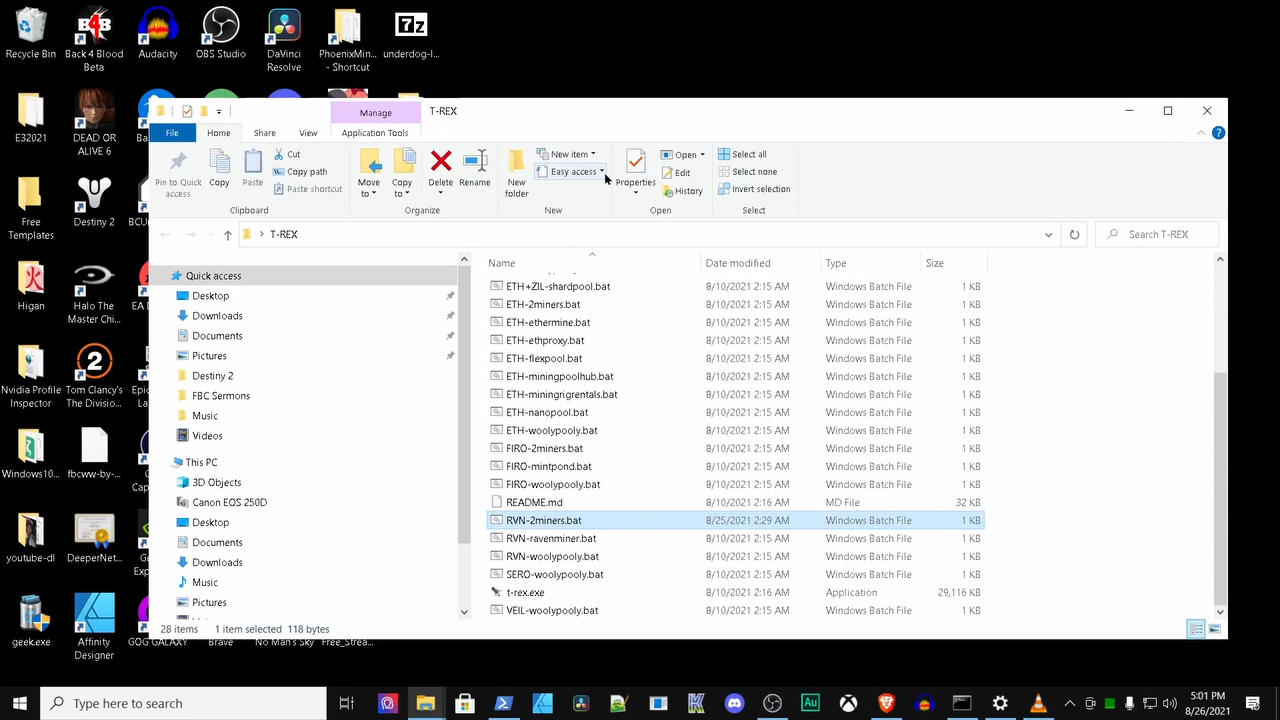 Recycle Bin
Back 4 Blood Beta
Audacity
OBS Studio
DaVinci Resolve
PhoenixMin... - Shortcut
underdog-l...
E32021
DEAD OR ALIVE 6
Free Templates
Destiny 2
Higan
Halo The Master Chi...
Nvidia Profile Inspector
Tom Clancy's The Division...
fbcww-by-...
youtube-dl
DeeperNet...
geek.exe
Affinity Designer
GOG GALAXY
Brave
No Man's Sky
Free_Strea...
Manage
T-REX
File
Home
Share
View
Application Tools
Pin to Quick access
Copy
Paste
Cut
Copy path
Paste shortcut
Clipboard
Move to
Copy to
Delete
Rename
Organize
New folder
New item
Easy access
New
Properties
Open
Edit
History
Open
Select all
Select none
Invert selection
Select
T-REX
Search T-REX
Quick access
Desktop
Downloads
Documents
Pictures
Destiny 2
FBC Sermons
Music
Videos
This PC
3D Objects
Canon EOS 250D
Desktop
Documents
Downloads
Music
Pictures
Name Date modified Type Size
ETH+ZIL-shardpool.bat 8/10/2021 2:15 AM Windows Batch File 1 KB
ETH-2miners.bat 8/10/2021 2:15 AM Windows Batch File 1 KB
ETH-ethermine.bat 8/10/2021 2:15 AM Windows Batch File 1 KB
ETH-ethproxy.bat 8/10/2021 2:15 AM Windows Batch File 1 KB
ETH-flexpool.bat 8/10/2021 2:15 AM Windows Batch File 1 KB
ETH-miningpoolhub.bat 8/10/2021 2:15 AM Windows Batch File 1 KB
ETH-miningrigrentals.bat 8/10/2021 2:15 AM Windows Batch File 1 KB
ETH-nanopool.bat 8/10/2021 2:15 AM Windows Batch File 1 KB
ETH-woolypooly.bat 8/10/2021 2:15 AM Windows Batch File 1 KB
FIRO-2miners.bat 8/10/2021 2:15 AM Windows Batch File 1 KB
FIRO-mintpond.bat 8/10/2021 2:15 AM Windows Batch File 1 KB
FIRO-woolypooly.bat 8/10/2021 2:15 AM Windows Batch File 1 KB
README.md 8/10/2021 2:16 AM MD File 32 KB
RVN-2miners.bat 8/25/2021 2:29 AM Windows Batch File 1 KB
RVN-ravenminer.bat 8/10/2021 2:15 AM Windows Batch File 1 KB
RVN-woolypooly.bat 8/10/2021 2:15 AM Windows Batch File 1 KB
SERO-woolypooly.bat 8/10/2021 2:15 AM Windows Batch File 1 KB
t-rex.exe 8/10/2021 2:16 AM Application 29,116 KB
VEIL-woolypooly.bat 8/10/2021 2:15 AM Windows Batch File 1 KB
28 items 1 item selected 118 bytes
Type here to search
5:01 PM
8/26/2021